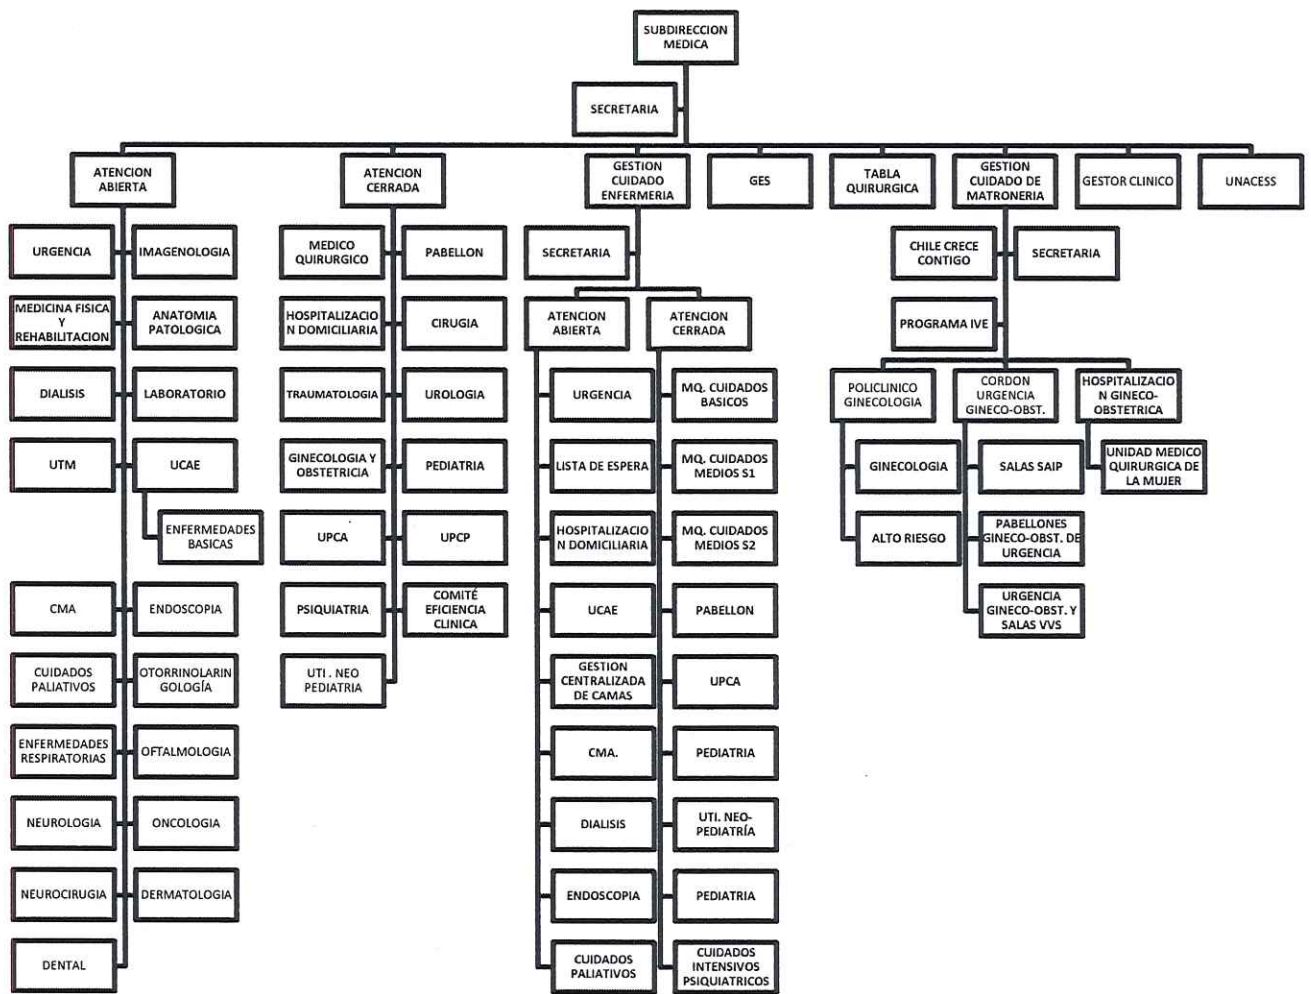 SUBDIRECCION
MEDICA
SECRETARIA
ATENCION
ABIERTA
ATENCION
CERRADA
GESTION
CUIDADO
ENFERMERIA
GES
TABLA
QUIRURGICA
GESTION
CUIDADO DE
MATRONERIA
GESTOR CLINICO
UNACESS
URGENCIA
IMAGENOLOGIA
MEDICINA FISICA
Y
REHABILITACION
ANATOMIA
PATOLOGICA
DIALISIS
LABORATORIO
UTM
UCAE
ENFERMEDADES
BASICAS
CMA
ENDOSCOPIA
CUIDADOS
PALIATIVOS
OTORRINOLARIN
GOLOGÍA
ENFERMEDADES
RESPIRATORIAS
OFTALMOLOGIA
NEUROLOGIA
ONCOLOGIA
NEUROCIRUGIA
DERMATOLOGIA
DENTAL
MEDICO
QUIRURGICO
PABELLON
HOSPITALIZACIO
N DOMICILIARIA
CIRUGIA
TRAUMATOLOGIA
UROLOGIA
GINECOLOGIA Y
OBSTETRICIA
PEDIATRIA
UPCA
UPCP
PSIQUIATRIA
COMITÉ
EFICIENCIA
CLINICA
UTI . NEO
PEDIATRIA
SECRETARIA
ATENCION
ABIERTA
ATENCION
CERRADA
URGENCIA
MQ. CUIDADOS
BASICOS
LISTA DE ESPERA
MQ. CUIDADOS
MEDIOS S1
HOSPITALIZACIO
N DOMICILIARIA
MQ. CUIDADOS
MEDIOS S2
UCAE
PABELLON
GESTION
CENTRALIZADA
DE CAMAS
UPCA
CMA.
PEDIATRIA
DIALISIS
UTI. NEO-
PEDIATRÍA
ENDOSCOPIA
PEDIATRIA
CUIDADOS
PALIATIVOS
CUIDADOS
INTENSIVOS
PSIQUIATRICOS
CHILE CRECE
CONTIGO
SECRETARIA
PROGRAMA IVE
POLICLINICO
GINECOLOGIA
CORDON
URGENCIA
GINECO-OBST.
HOSPITALIZACIO
N GINECO-
OBSTETRICA
GINECOLOGIA
SALAS SAIP
UNIDAD MEDICO
QUIRURGICA DE
LA MUJER
ALTO RIESGO
PABELLONES
GINECO-OBST. DE
URGENCIA
URGENCIA
GINECO-OBST. Y
SALAS VVS